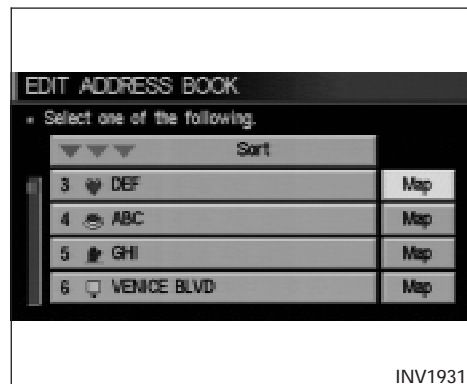 EDIT ADDRESS BOOK
Select one of the following.
Sort
3 DEF Map
4 ABC Map
5 GHI Map
6 VENICE BLVD Map
INV1931